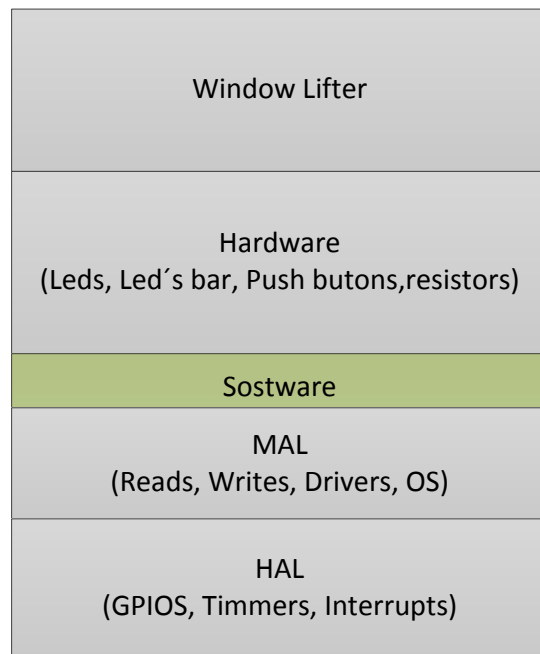 Window Lifter
Hardware
(Leds, Led´s bar, Push butons,resistors)
Sostware
MAL
(Reads, Writes, Drivers, OS)
HAL
(GPIOS, Timmers, Interrupts)